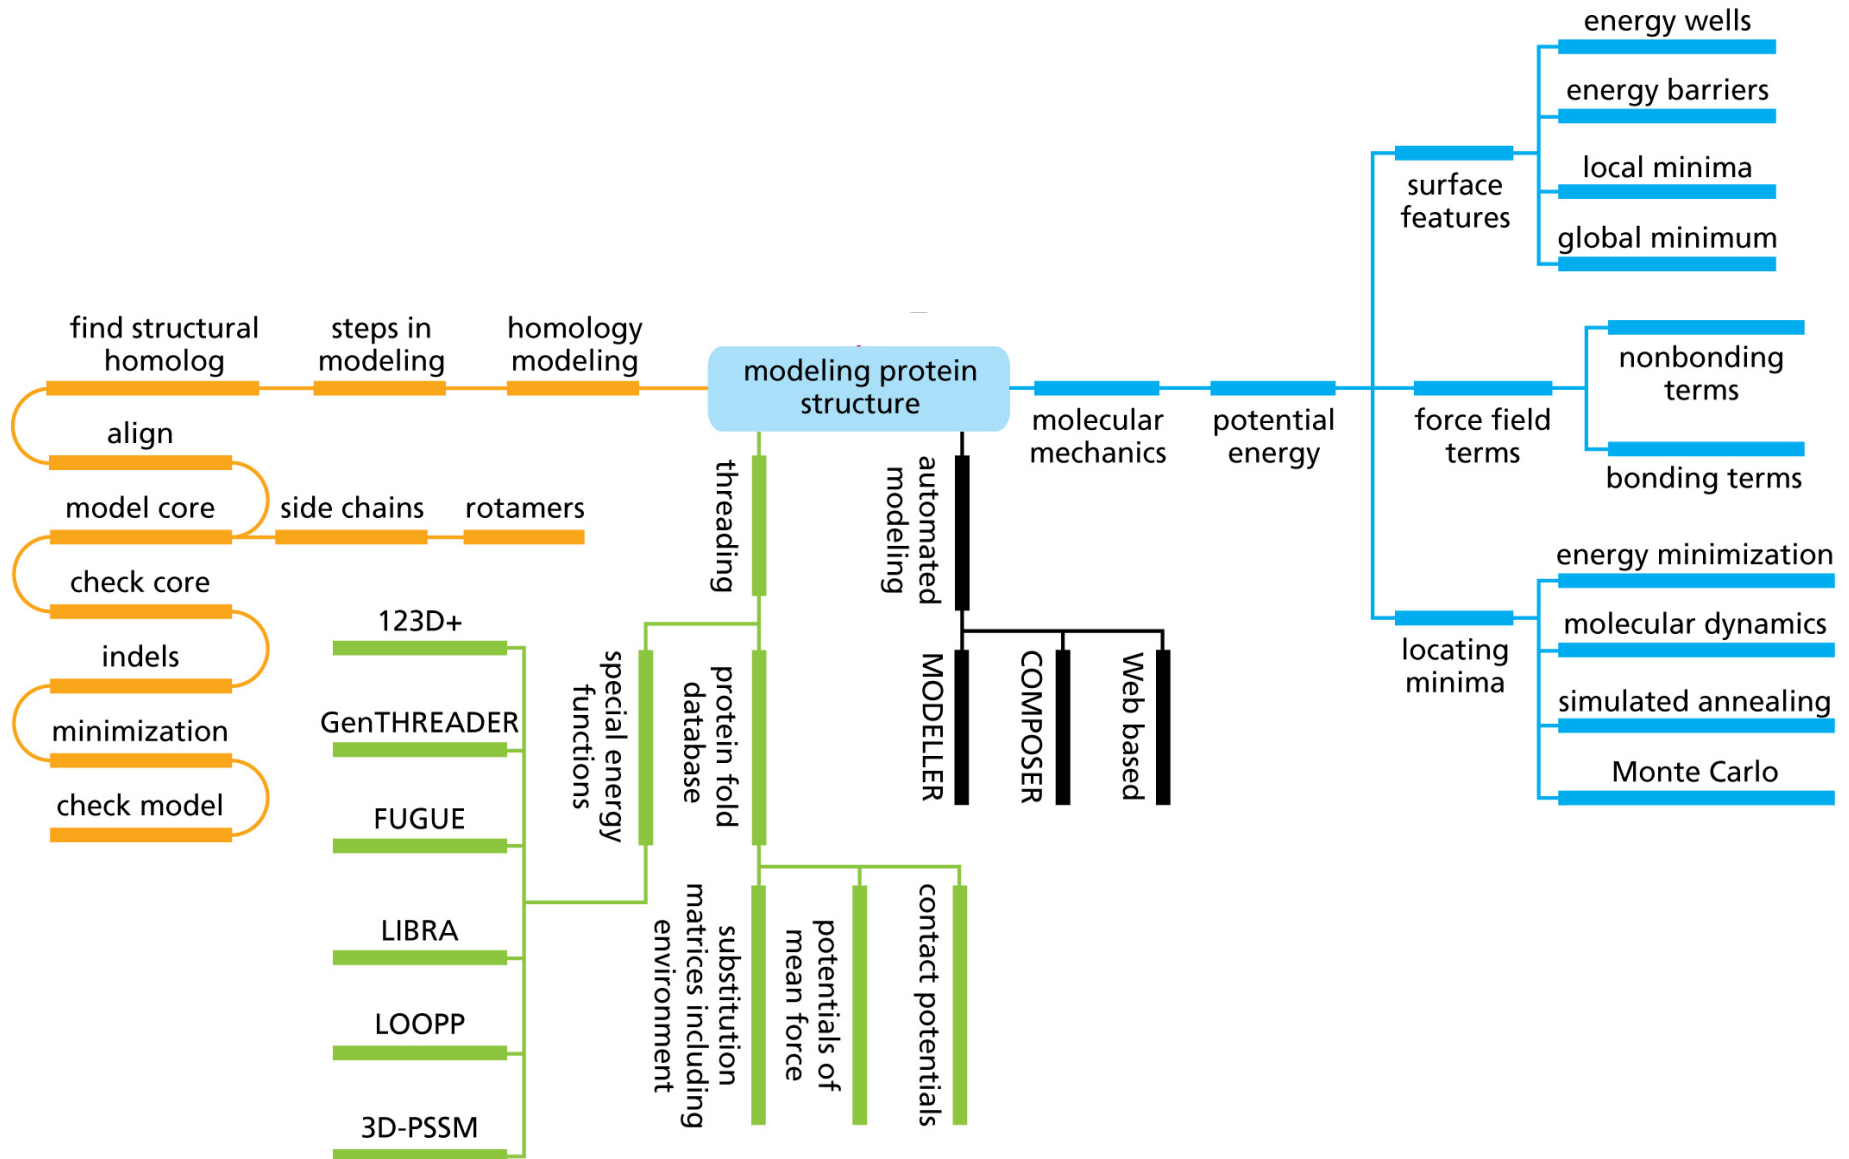 energy wells
energy barriers
local minima
global minimum
surface
features
find structural
homolog
steps in
modeling
homology
modeling
modeling protein
structure
molecular
mechanics
potential
energy
force field
terms
nonbonding
terms
bonding terms
align
model core
side chains
rotamers
check core
indels
minimization
check model
threading
automated
modeling
special energy
functions
protein fold
database
MODELLER
COMPOSER
Web based
locating
minima
energy minimization
molecular dynamics
simulated annealing
Monte Carlo
123D+
GenTHREADER
FUGUE
LIBRA
LOOPP
3D-PSSM
substitution
matrices including
environment
potentials of
mean force
contact potentials